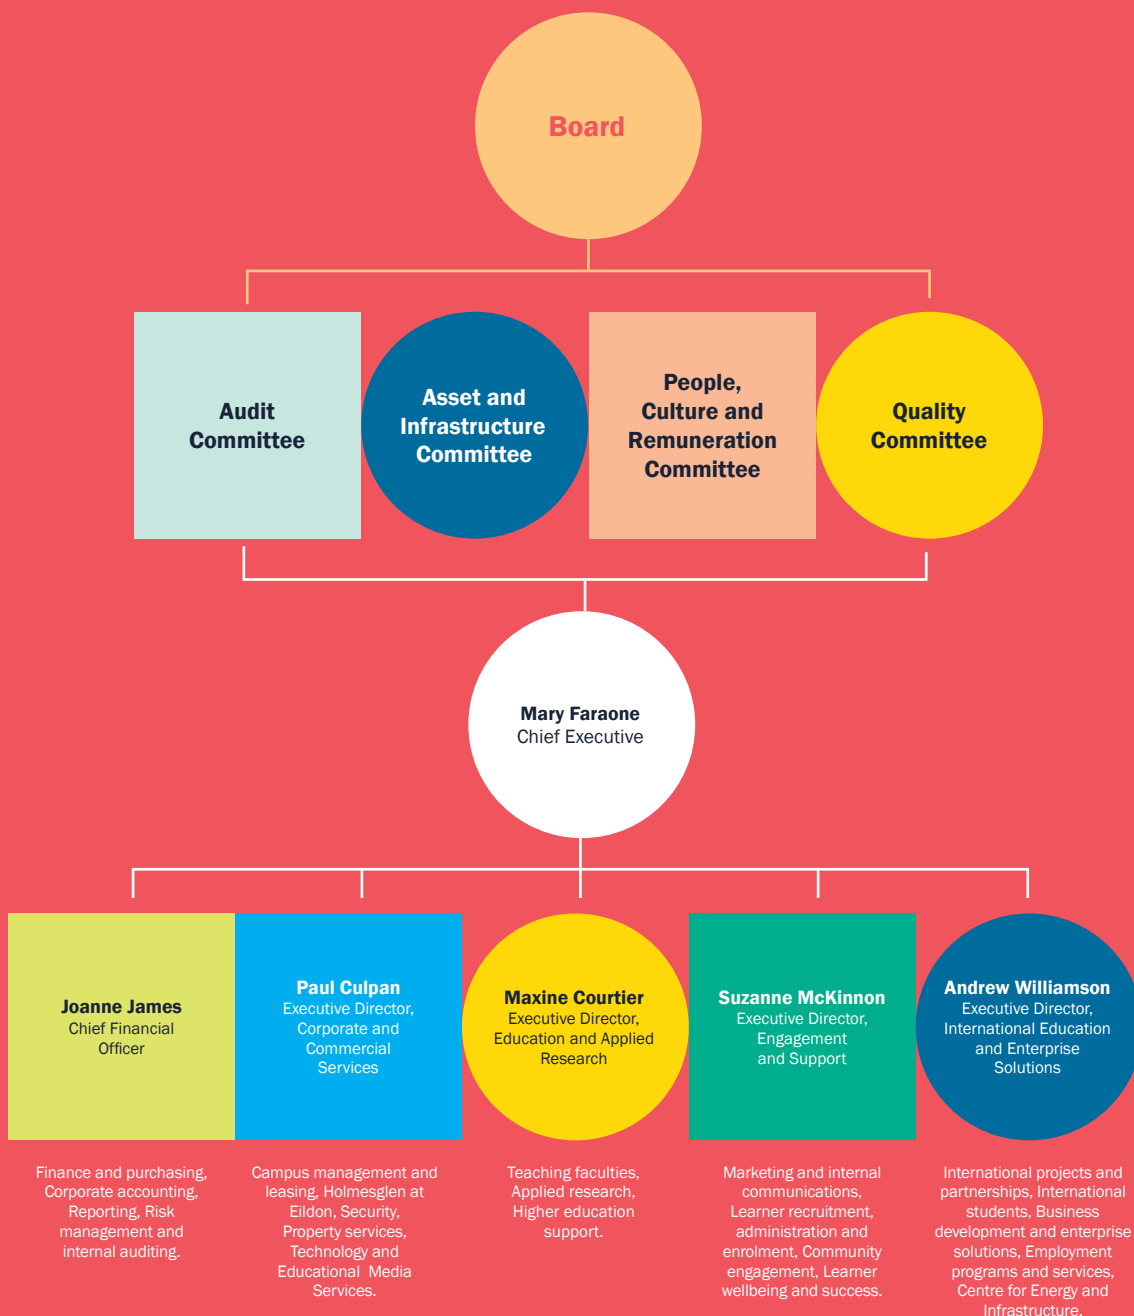 Board
Audit
Committee
Asset and
Infrastructure
Committee
People,
Culture and
Remuneration
Committee
Quality
Committee
Mary Faraone
Chief Executive
Joanne James
Chief Financial
Officer
Paul Culpan
Executive Director,
Corporate and
Commercial
Services
Maxine Courtier
Executive Director,
Education and Applied
Research
Suzanne McKinnon
Executive Director,
Engagement
and Support
Andrew Williamson
Executive Director,
International Education
and Enterprise
Solutions
Finance and purchasing,
Corporate accounting,
Reporting, Risk
management and
internal auditing.
Campus management and
leasing, Holmesglen at
Eildon, Security,
Property services,
Technology and
Educational Media
Services.
Teaching faculties,
Applied research,
Higher education
support.
Marketing and internal
communications,
Learner recruitment,
administration and
enrolment, Community
engagement, Learner
wellbeing and success.
International projects and
partnerships, International
students, Business
development and enterprise
solutions, Employment
programs and services,
Centre for Energy and
Infrastructure.